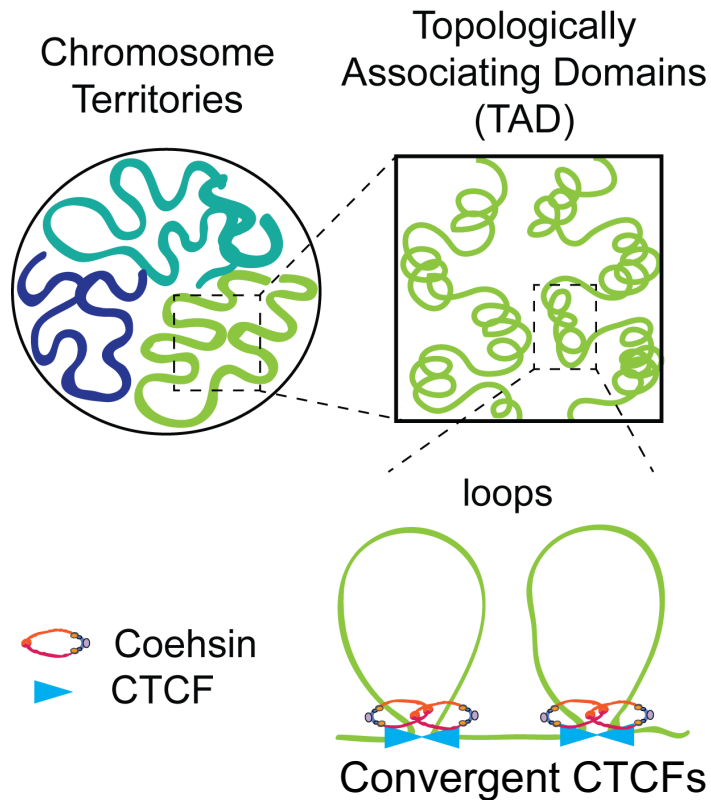 Chromosome
Territories
Topologically
Associating Domains
(TAD)
loops
Coehsin
CTCF
Convergent CTCFs